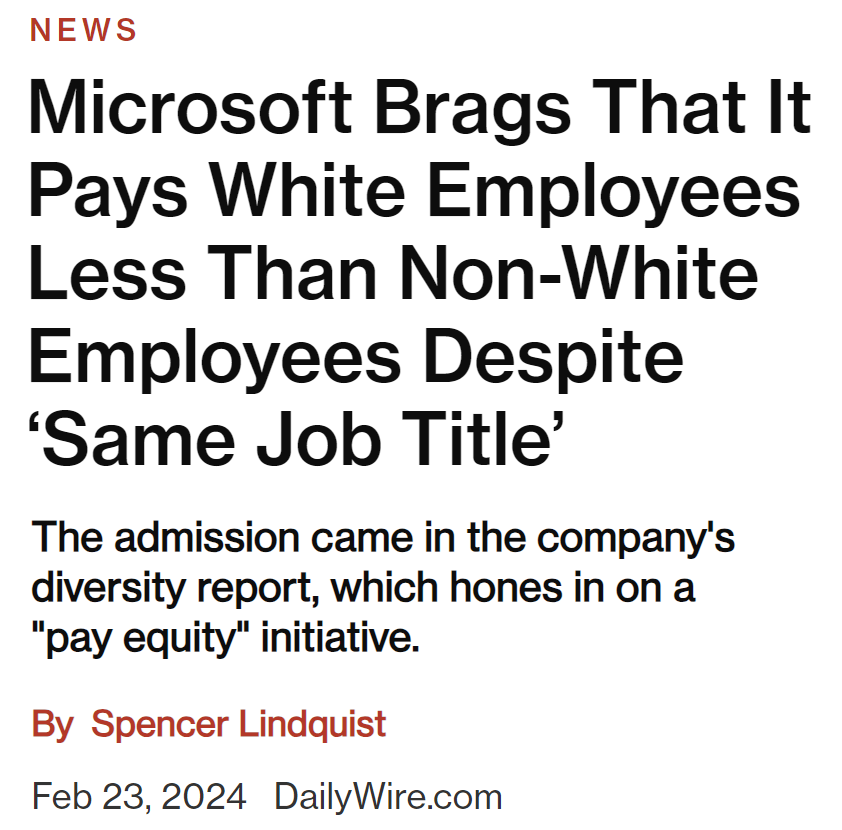 NEWS
Microsoft Brags That It
Pays White Employees
Less Than Non-White
Employees Despite
‘Same Job Title’
The admission came in the company's
diversity report, which hones in on a
"pay equity" initiative.
By Spencer Lindquist
Feb 23, 2024 DailyWire.com